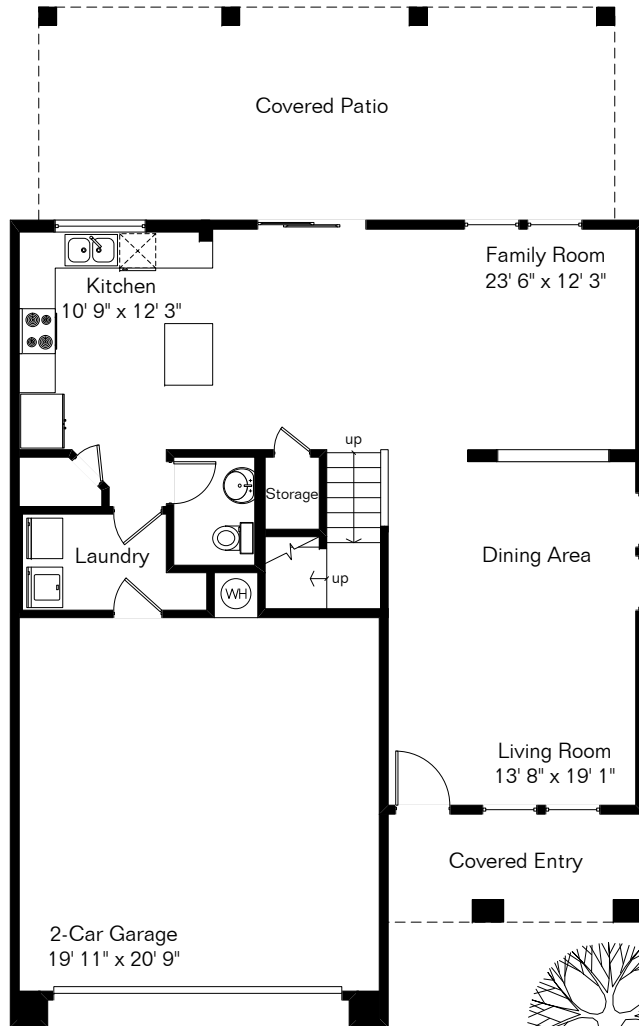 Covered Patio
Family Room
23' 6" x 12' 3"
Kitchen
10' 9" x 12' 3"
up
Storage
Laundry
Dining Area
up
WH
Living Room
13' 8" x 19' 1"
Covered Entry
2-Car Garage
19' 11" x 20' 9"